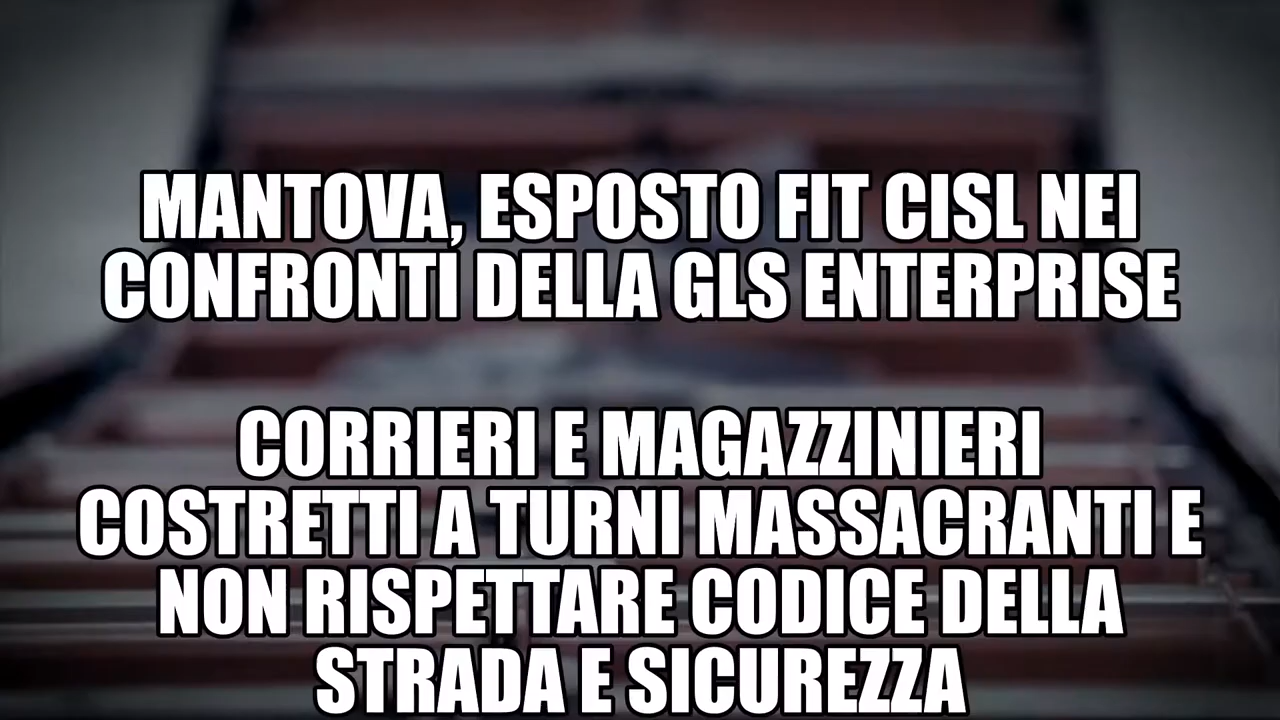 MANTOVA, ESPOSTO FIT CISL NEI
CONFRONTI DELLA GLS ENTERPRISE
CORRIERI E MAGAZZINIERI
COSTRETTI A TURNI MASSACRANTI E
NON RISPETTARE CODICE DELLA
STRADA E SICUREZZA